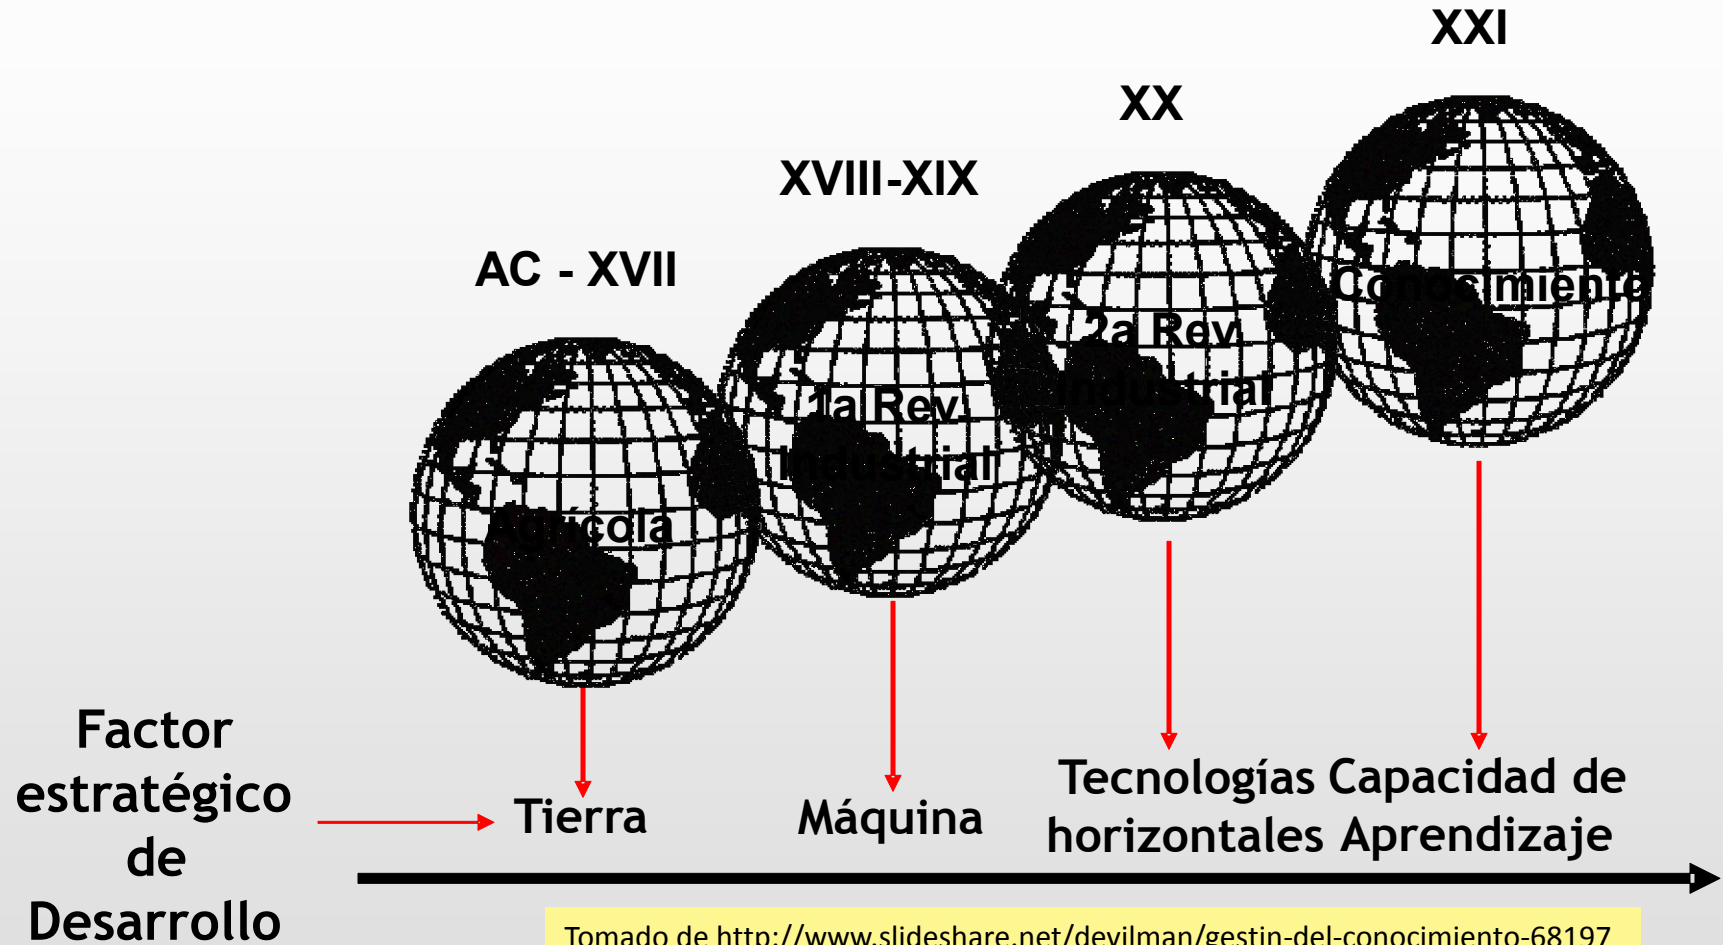 XXI
XX
XVIII-XIX
AC - XVII
Conocimiento
2a Rev.
Industrial
1a Rev.
Industrial
Agrícola
Factor
estratégico
de
Desarrollo
Tierra
Máquina
Tecnologías
horizontales
Capacidad de
Aprendizaje
Tomado de http://www.slideshare.net/devilman/gestin-del-conocimiento-68197